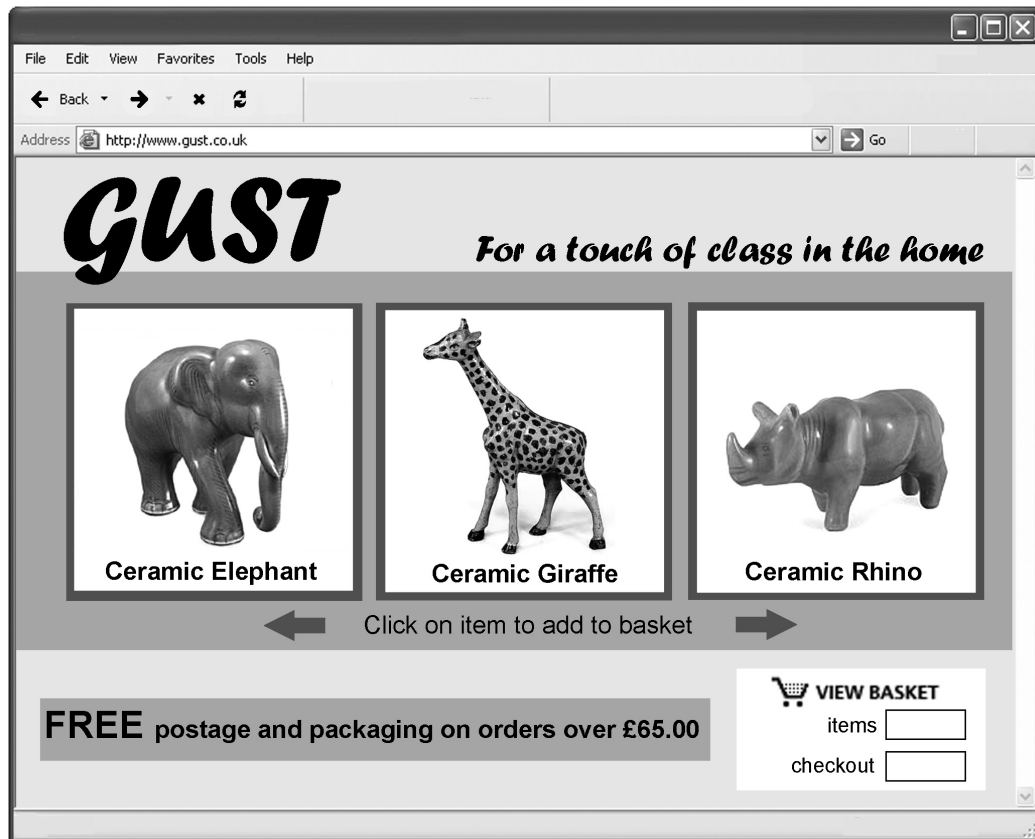 File Edit View Favorites Tools Help
Back
Address http://www.gust.co.uk Go
GUST
For a touch of class in the home
Ceramic Elephant
Ceramic Giraffe
Ceramic Rhino
Click on item to add to basket
VIEW BASKET
items
FREE postage and packaging on orders over £65.00
checkout